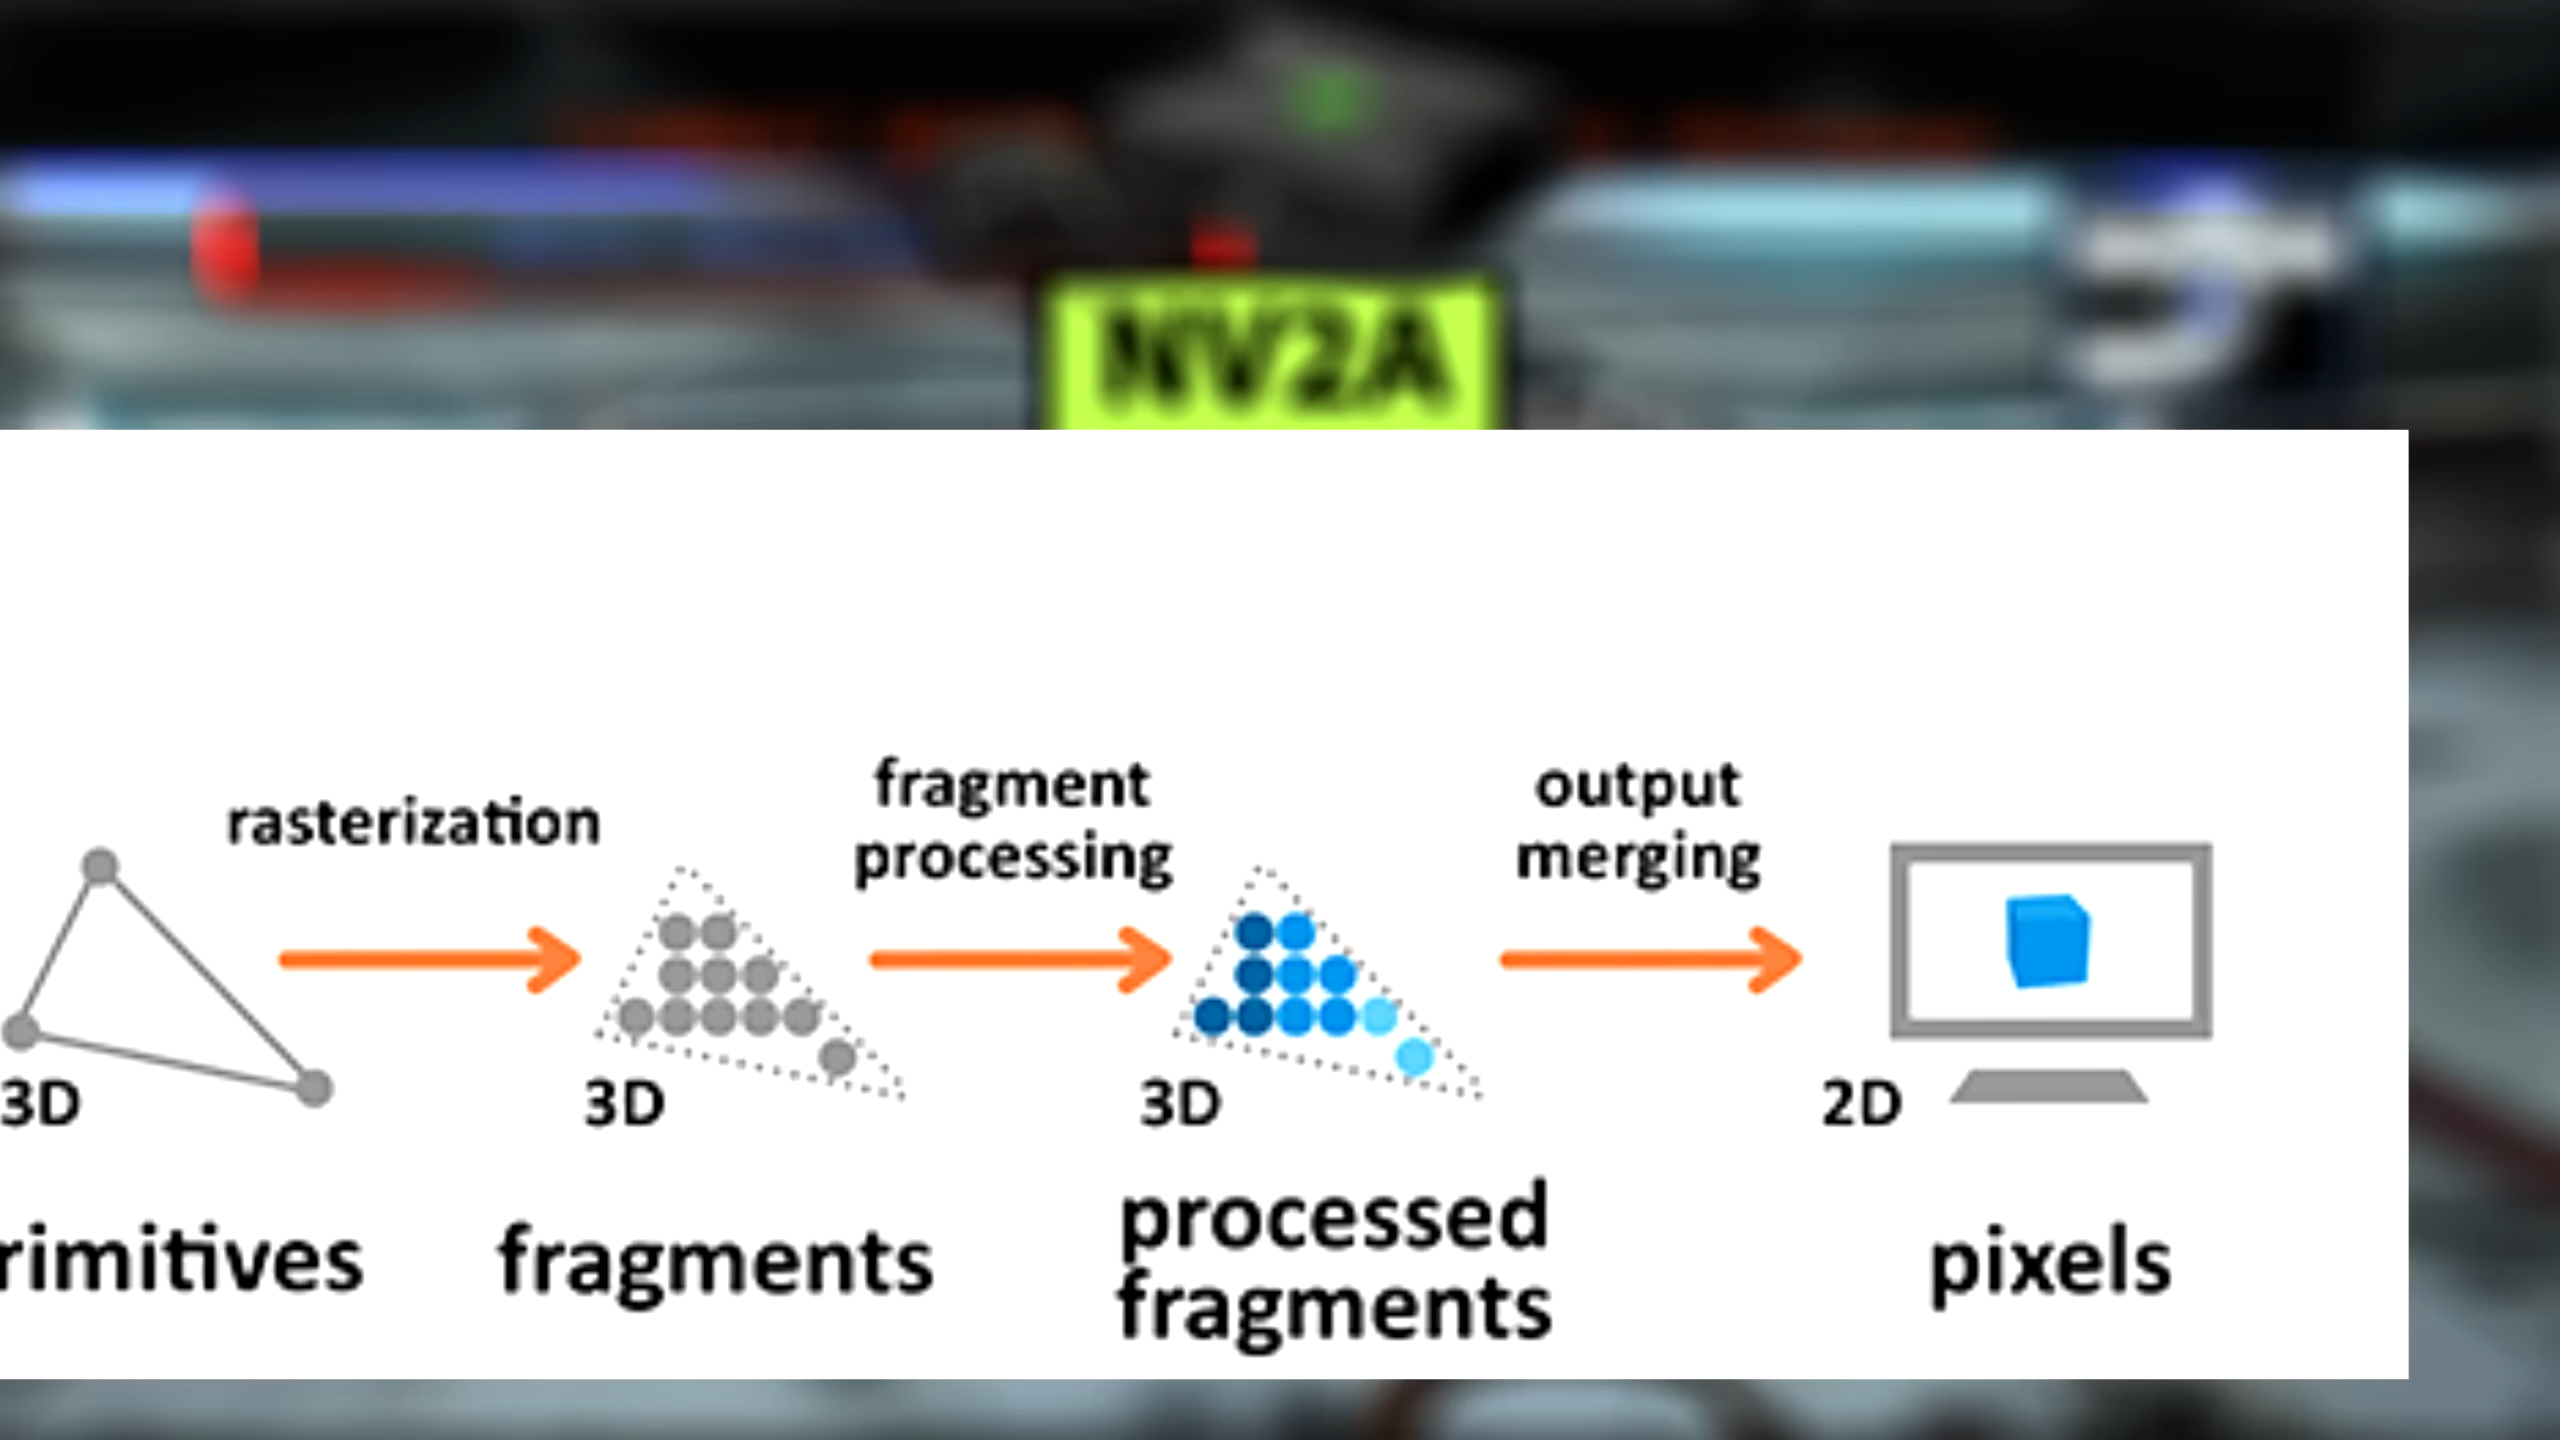 NV2A
rasterization
fragment
processing
output
merging
3D
3D
3D
2D
rimitives
fragments
processed
fragments
pixels